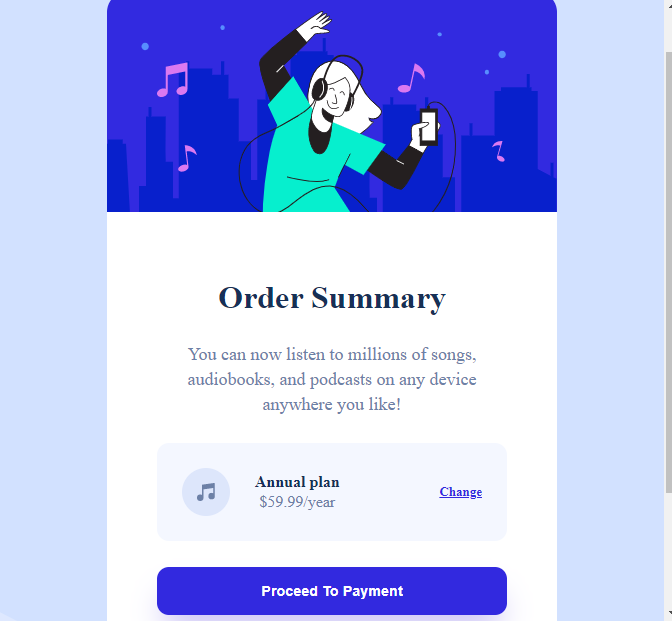 Order Summary
You can now listen to millions of songs,
audiobooks, and podcasts on any device
anywhere you like!
Annual plan
$59.99/year
Change
Proceed To Payment